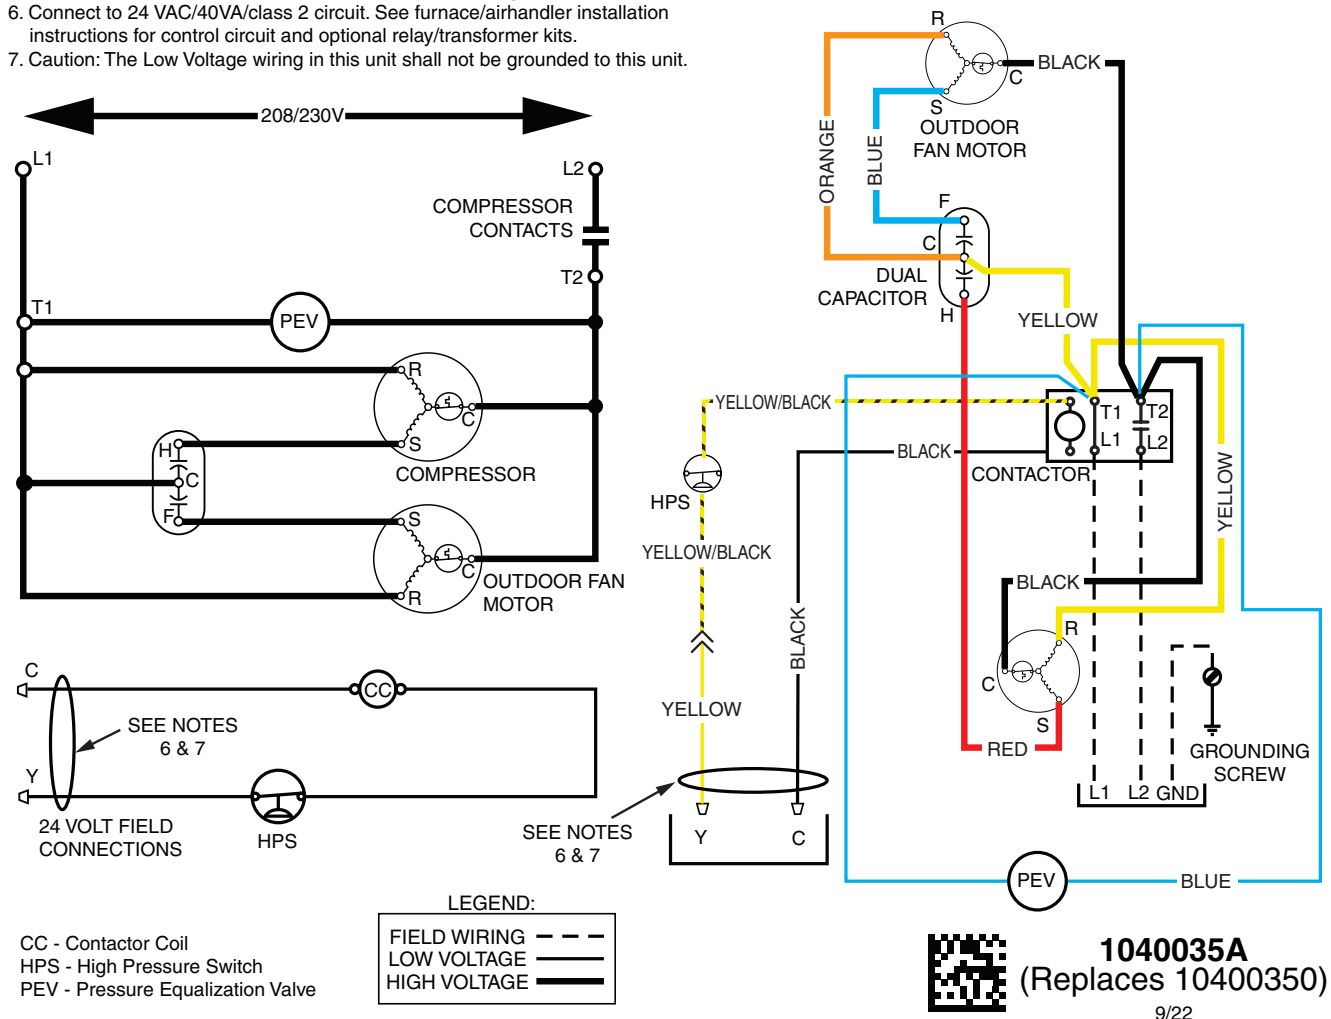 6. Connect to 24 VAC/40VA/class 2 circuit. See furnace/airhandler installation
instructions for control circuit and optional relay/transformer kits.
7. Caution: The Low Voltage wiring in this unit shall not be grounded to this unit.
208/230V
L1
L2
COMPRESSOR
CONTACTS
T2
T1
PEV
R
C
S
COMPRESSOR
H
C
F
S
C
R
OUTDOOR FAN
MOTOR
C
CC
SEE NOTES
6 & 7
Y
24 VOLT FIELD
CONNECTIONS
HPS
R
C
BLACK
S
OUTDOOR
FAN MOTOR
ORANGE
BLUE
F
C
DUAL
CAPACITOR
H
YELLOW
YELLOW/BLACK
T1
T2
L1
L2
BLACK
CONTACTOR
HPS
YELLOW/BLACK
YELLOW
BLACK
BLACK
R
C
S
YELLOW
RED
GROUNDING
SCREW
L1
L2
GND
SEE NOTES
6 & 7
Y
C
PEV
BLUE
LEGEND:
FIELD WIRING
LOW VOLTAGE
HIGH VOLTAGE
CC - Contactor Coil
HPS - High Pressure Switch
PEV - Pressure Equalization Valve
1040035A
(Replaces 10400350)
9/22